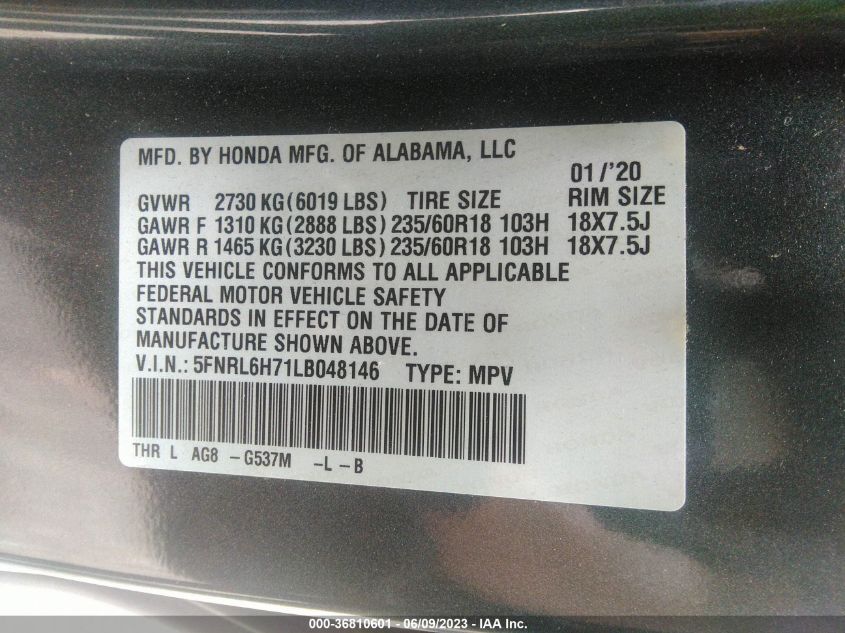 MFD. BY HONDA MFG. OF ALABAMA, LLC
01/'20
GVWR 2730 KG(6019 LBS) TIRE SIZE RIM SIZE
GAWR F 1310 KG(2888 LBS) 235/60R18 103H 18X7.5J
GAWR R 1465 KG(3230 LBS) 235/60R18 103H 18X7.5J
THIS VEHICLE CONFORMS TO ALL APPLICABLE
FEDERAL MOTOR VEHICLE SAFETY
STANDARDS IN EFFECT ON THE DATE OF
MANUFACTURE SHOWN ABOVE.
V.I.N.: 5FNRL6H71LB048146 TYPE: MPV
THR L AG8 -G537M -L-B
000-36810601 - 06/09/2023 - IAA Inc.